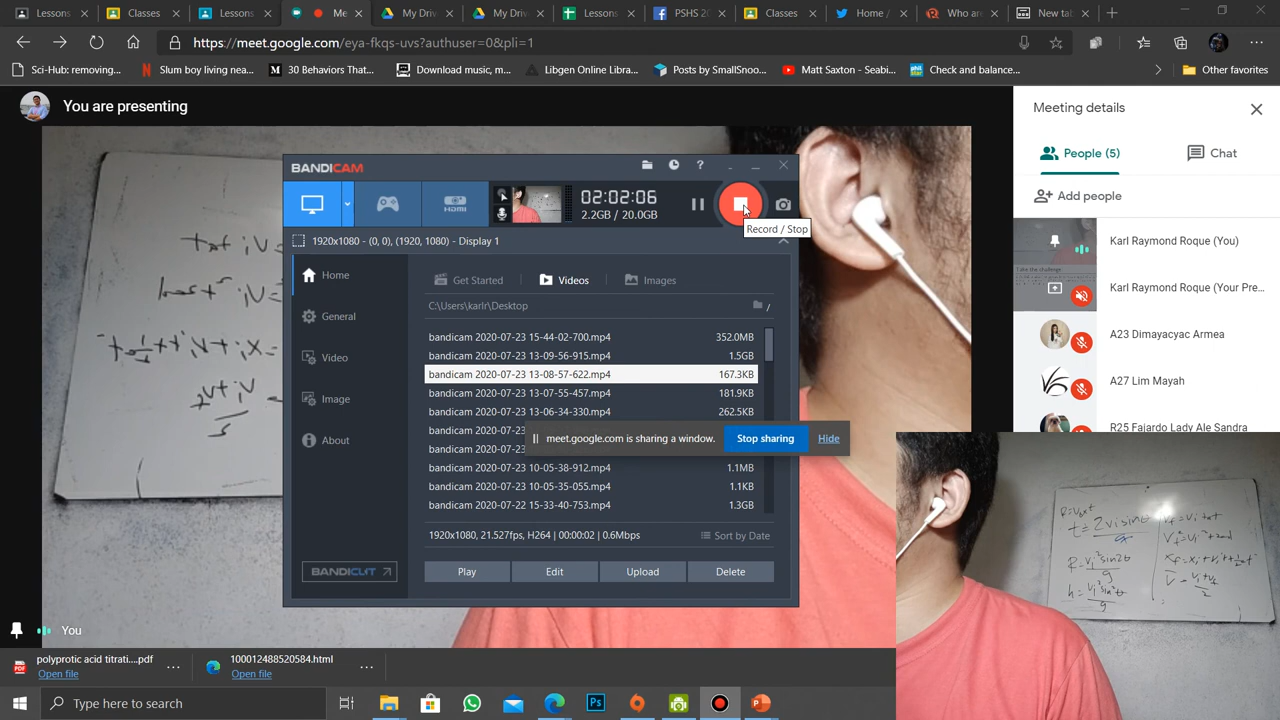 Lessons
Classes
Lessons
Me
My Driv
My Driv
Lessons
PSHS 20
Classes
Home /
Who are
New tab
https://meet.google.com/eya-fkqs-uvs?authuser=0&pli=1
Sci-Hub: removing...
Slum boy living nea...
30 Behaviors That...
Download music, m...
Libgen Online Libra...
Posts by SmallSnoo...
Matt Saxton - Seabi...
Check and balance...
Other favorites
You are presenting
BANDICAM
HDMI
02:02:06
2.2GB / 20.0GB
Record / Stop
1920x1080 - (0, 0), (1920, 1080) - Display 1
Home
General
Video
Image
About
BANDICUT
Get Started
Videos
Images
C:\Users\karlr\Desktop
bandicam 2020-07-23 15-44-02-700.mp4 352.0MB
bandicam 2020-07-23 13-09-56-915.mp4 1.5GB
bandicam 2020-07-23 13-08-57-622.mp4 167.3KB
bandicam 2020-07-23 13-07-55-457.mp4 181.9KB
bandicam 2020-07-23 13-06-34-330.mp4 262.5KB
bandicam 20
meet.google.com is sharing a window.
Stop sharing
Hide
bandicam 20
bandicam 2020-07-23 10-05-38-912.mp4 1.1MB
bandicam 2020-07-23 10-05-35-055.mp4 1.1KB
bandicam 2020-07-22 15-33-40-753.mp4 1.3GB
1920x1080, 21.527fps, H264 | 00:00:02 | 0.6Mbps
Sort by Date
Play
Edit
Upload
Delete
Meeting details
People (5)
Chat
Add people
Karl Raymond Roque (You)
Take the challenge
Karl Raymond Roque (Your Pre...
A23 Dimayacyac Armea
A27 Lim Mayah
R25 Fajardo Lady Ale Sandra
You
polyprotic acid titrati....pdf
Open file
100012488520584.html
Open file
Type here to search